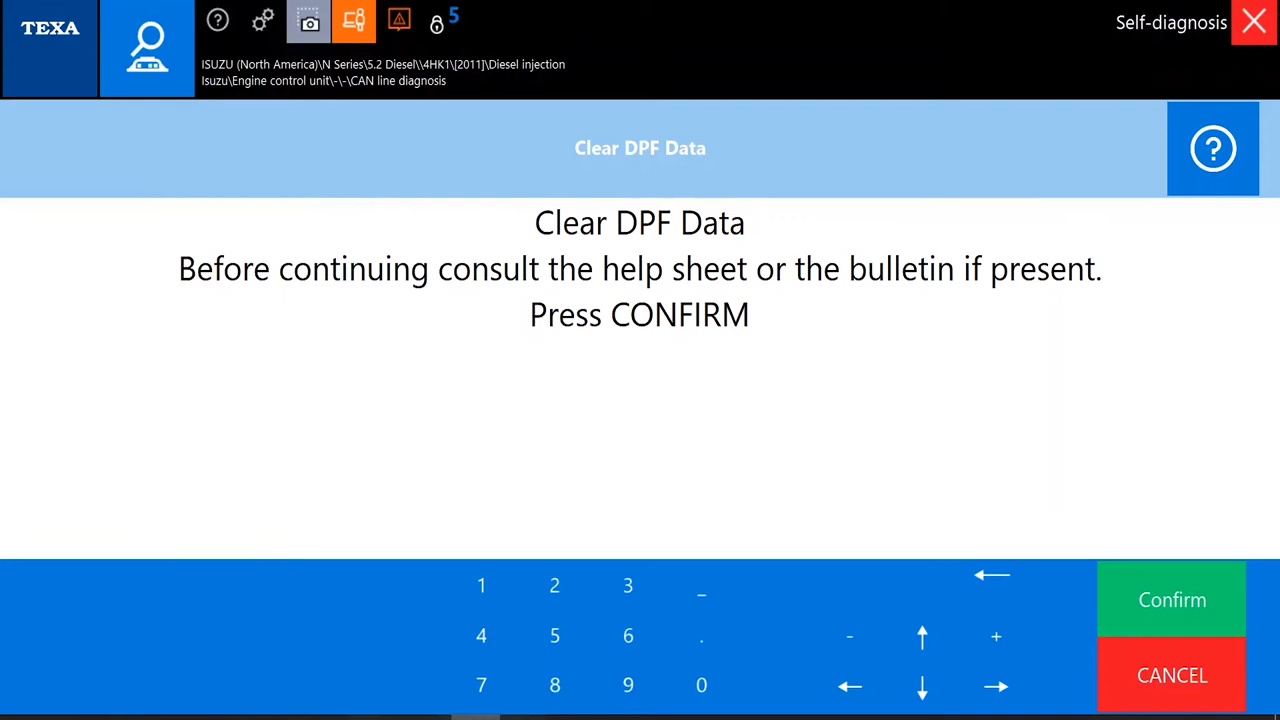 TEXA
5
Self-diagnosis
ISUZU (North America)\N Series\5.2 Diesel\\4HK1\[2011]\Diesel injection
Isuzu\Engine control unit\-\-\CAN line diagnosis
Clear DPF Data
?
Clear DPF Data
Before continuing consult the help sheet or the bulletin if present.
Press CONFIRM
1 2 3 _
4 5 6 . - +
7 8 9 0
Confirm
CANCEL